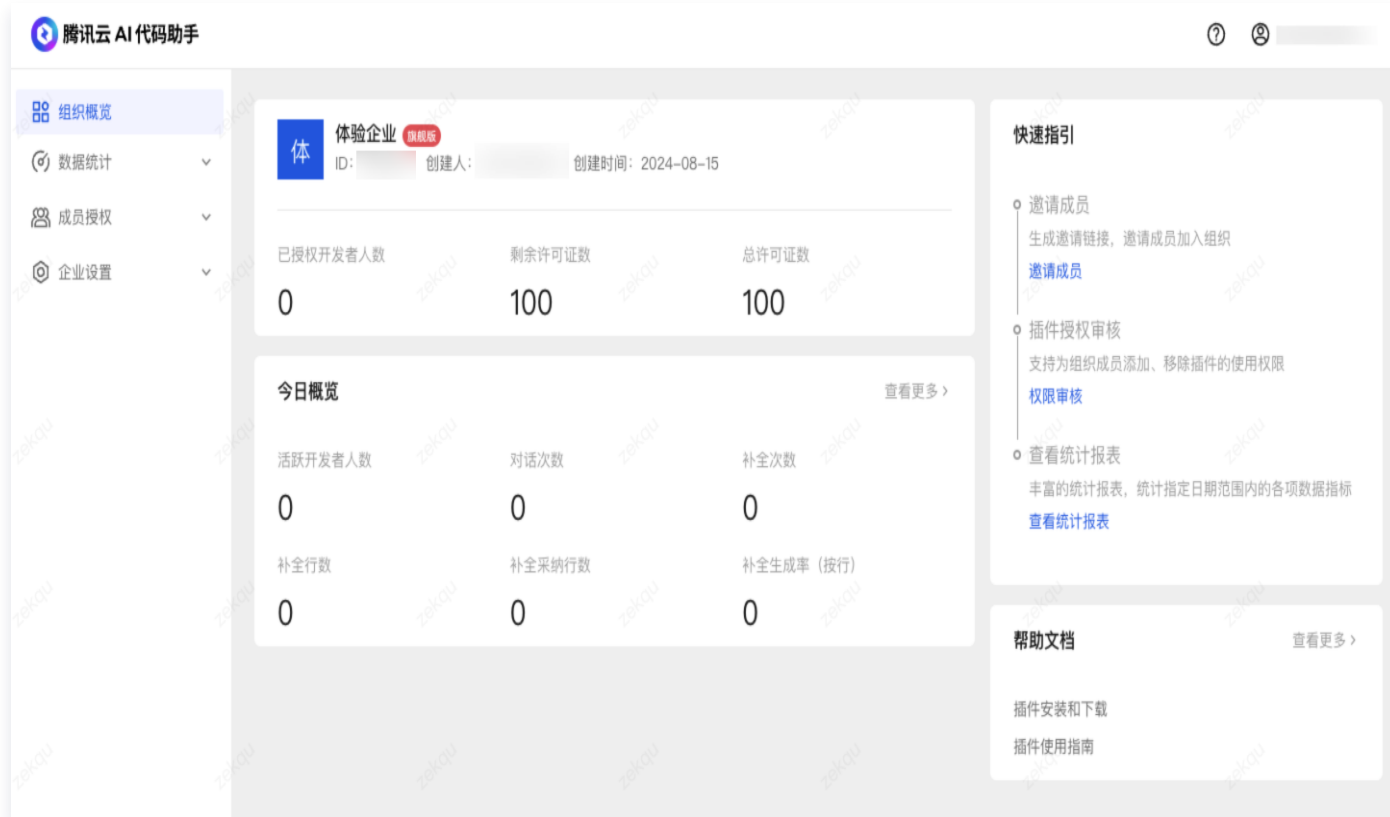 腾讯云 AI 代码助手
组织概览
数据统计
成员授权
企业设置
体
体验企业 旗舰版
ID: 创建人: 创建时间: 2024-08-15
已授权开发者人数 剩余许可证数 总许可证数
0 100 100
今日概览 查看更多 >
活跃开发者人数 对话次数 补全次数
0 0 0
补全行数 补全采纳行数 补全生成率（按行）
0 0 0
快速指引
邀请成员
生成邀请链接，邀请成员加入组织
邀请成员
插件授权审核
支持为组织成员添加、移除插件的使用权限
权限审核
查看统计报表
丰富的统计报表，统计指定日期范围内的各项数据指标
查看统计报表
帮助文档 查看更多 >
插件安装和下载
插件使用指南
zekqu